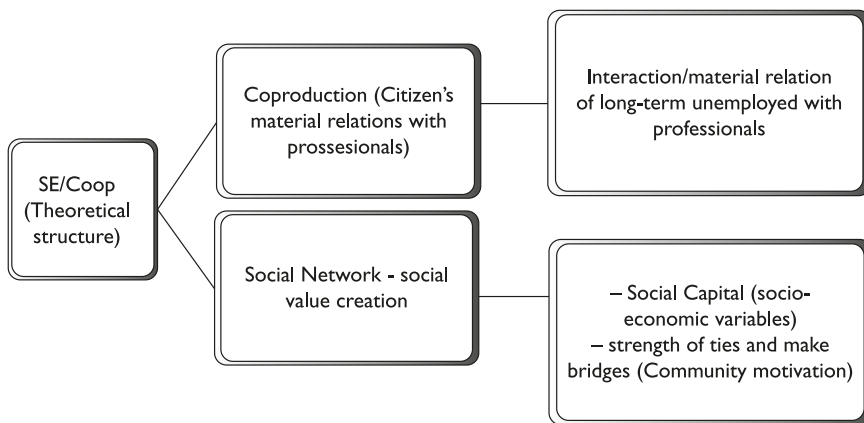 SE/Coop
(Theoretical
structure)
Coproduction (Citizen’s
material relations with
prossesionals)
Interaction/material relation
of long-term unemployed with
professionals
Social Network - social
value creation
– Social Capital (socio-
economic variables)
– strength of ties and make
bridges (Community motivation)